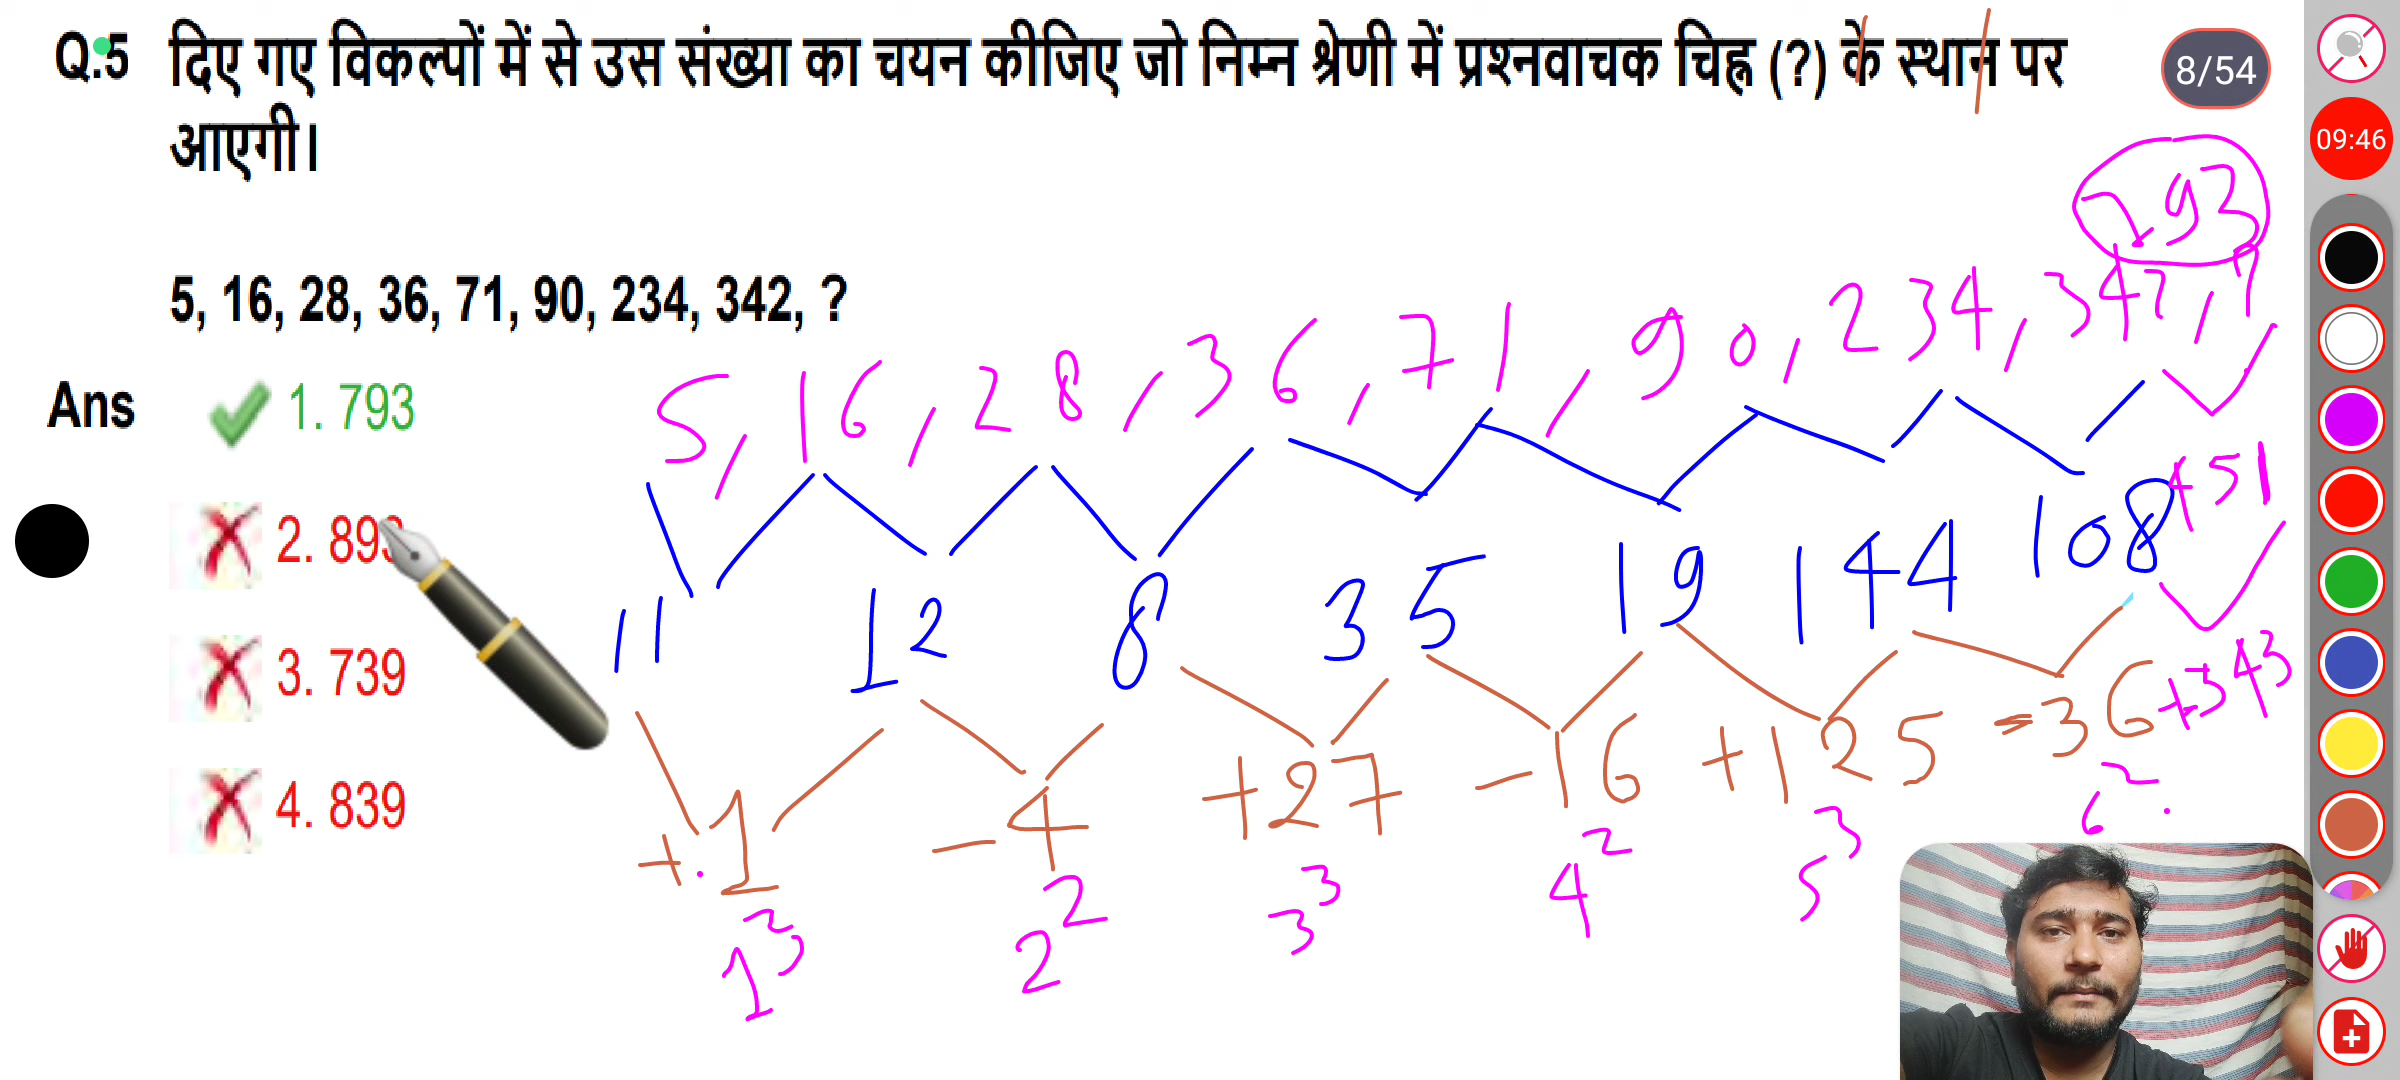 Q.5 दिए गए विकल्पों में से उस संख्या का चयन कीजिए जो निम्न श्रेणी में प्रश्नवाचक चिह्न (?) के स्थान पर
आएगी।
8/54
09:46
5, 16, 28, 36, 71, 90, 234, 342, ?
Ans 1. 793
2. 893
3. 739
4. 839
793
5, 16, 28, 36, 71, 90, 234, 342, ?
11 12 8 35 19 144 108 +51
+1 -4 +27 -16 +125 -36 +343
1³ 2² 3³ 4² 5³ 6²